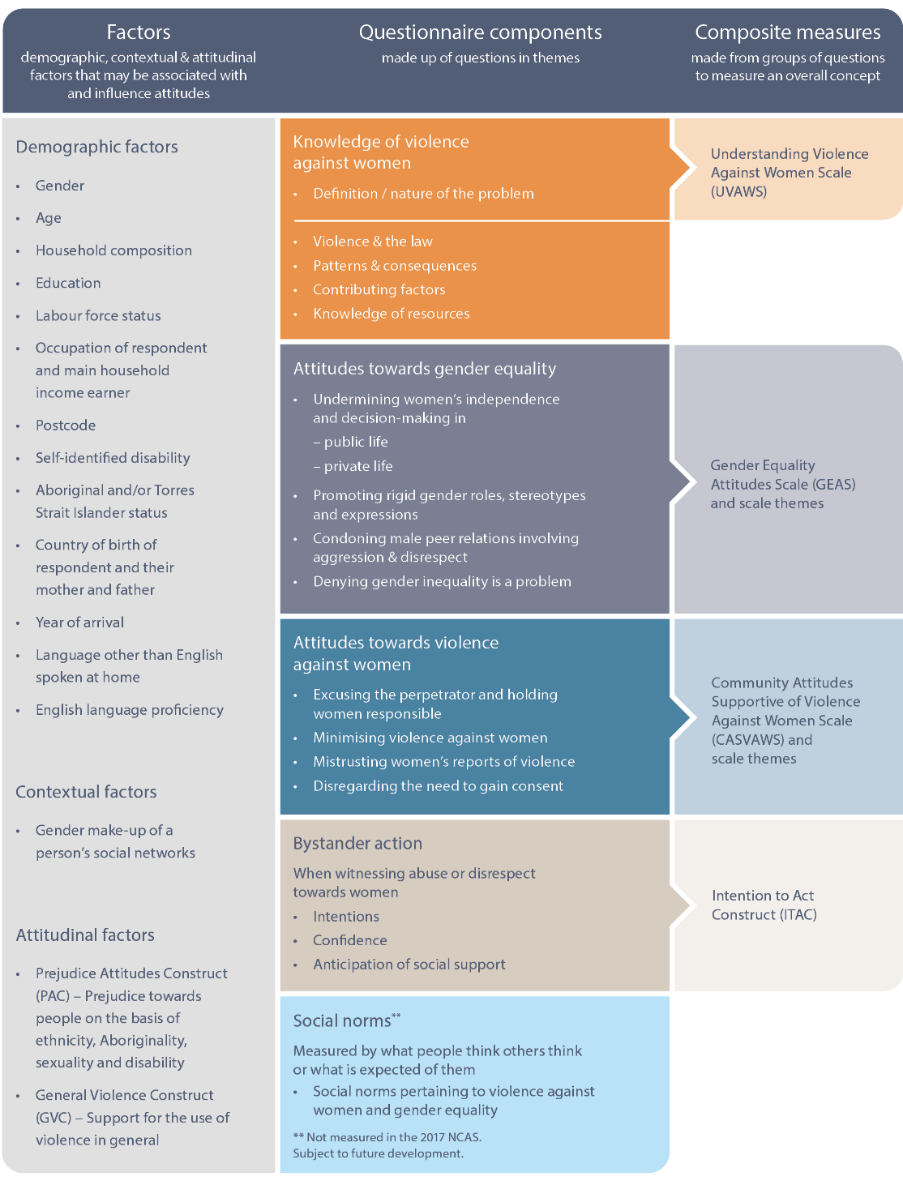 Factors
demographic, contextual & attitudinal
factors that may be associated with
and influence attitudes
Questionnaire components
made up of questions in themes
Composite measures
made from groups of questions
to measure an overall concept
Demographic factors
• Gender
• Age
• Household composition
• Education
• Labour force status
• Occupation of respondent
and main household
income earner
• Postcode
• Self-identified disability
• Aboriginal and/or Torres
Strait Islander status
• Country of birth of
respondent and their
mother and father
• Year of arrival
• Language other than English
spoken at home
• English language proficiency
Contextual factors
• Gender make-up of a
person's social networks
Attitudinal factors
• Prejudice Attitudes Construct
(PAC) – Prejudice towards
people on the basis of
ethnicity, Aboriginality,
sexuality and disability
• General Violence Construct
(GVC) – Support for the use of
violence in general
Knowledge of violence
against women
• Definition / nature of the problem
• Violence & the law
• Patterns & consequences
• Contributing factors
• Knowledge of resources
Understanding Violence
Against Women Scale
(UVAWS)
Attitudes towards gender equality
• Undermining women's independence
and decision-making in
– public life
– private life
• Promoting rigid gender roles, stereotypes
and expressions
• Condoning male peer relations involving
aggression & disrespect
• Denying gender inequality is a problem
Gender Equality
Attitudes Scale (GEAS)
and scale themes
Attitudes towards violence
against women
• Excusing the perpetrator and holding
women responsible
• Minimising violence against women
• Mistrusting women's reports of violence
• Disregarding the need to gain consent
Community Attitudes
Supportive of Violence
Against Women Scale
(CASVAWS) and
scale themes
Bystander action
When witnessing abuse or disrespect
towards women
• Intentions
• Confidence
• Anticipation of social support
Intention to Act
Construct (ITAC)
Social norms**
Measured by what people think others think
or what is expected of them
• Social norms pertaining to violence against
women and gender equality
** Not measured in the 2017 NCAS.
Subject to future development.